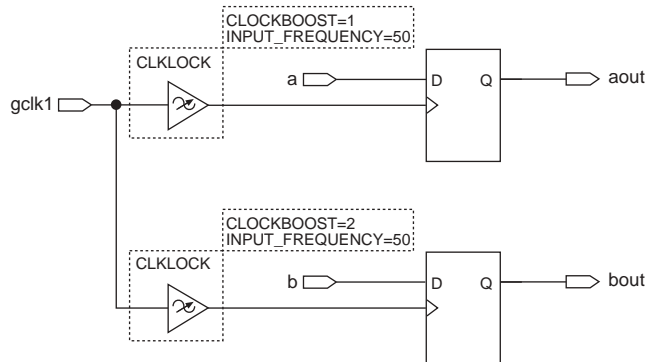 CLOCKBOOST=1
INPUT_FREQUENCY=50
CLKLOCK
a
D Q
aout
gclk1
CLOCKBOOST=2
INPUT_FREQUENCY=50
CLKLOCK
b
D Q
bout